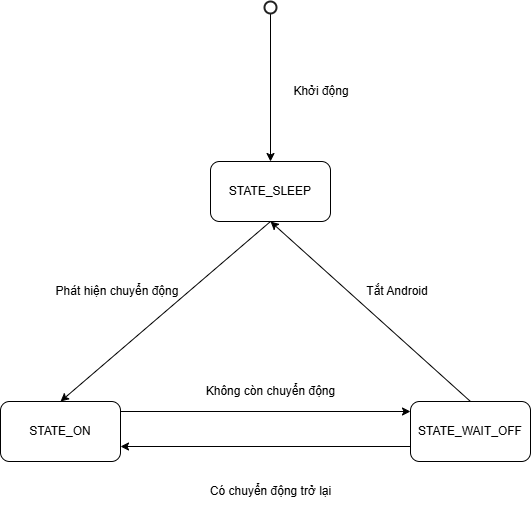 Khởi động
STATE_SLEEP
Phát hiện chuyển động
Tắt Android
Không còn chuyển động
STATE_ON
STATE_WAIT_OFF
Có chuyển động trở lại